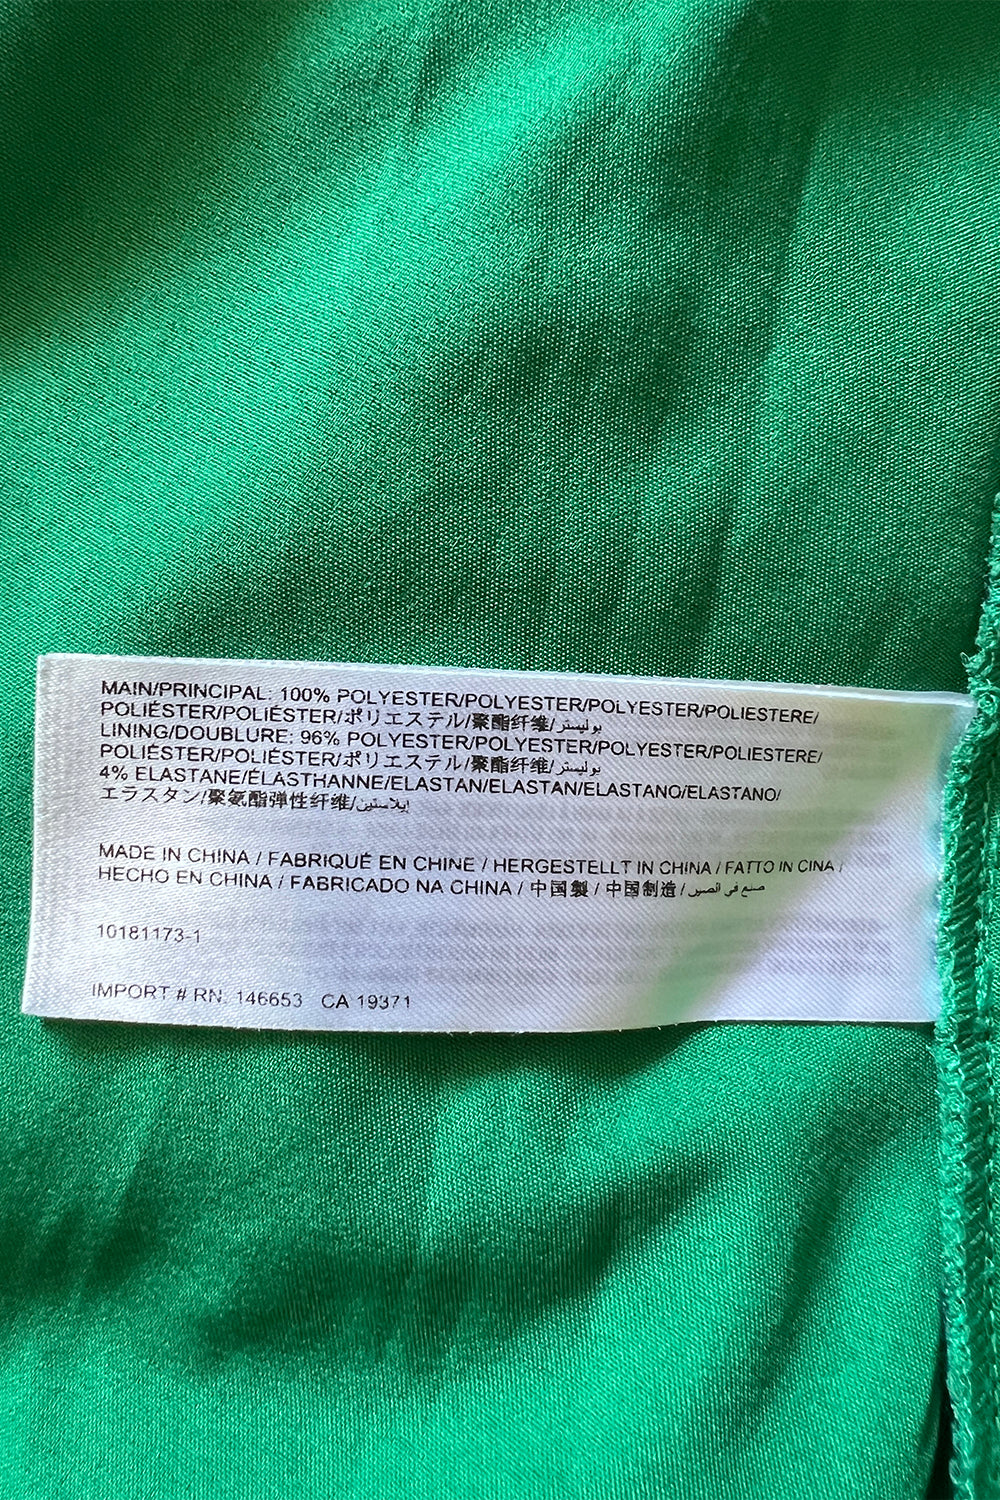 MAIN/PRINCIPAL: 100% POLYESTER/POLYESTER/POLYESTER/POLIESTERE/
POLIÉSTER/POLIÉSTER/ポリエステル/聚酯纤维/بوليستر
LINING/DOUBLURE: 96% POLYESTER/POLYESTER/POLYESTER/POLIESTERE/
POLIÉSTER/POLIÉSTER/ポリエステル/聚酯纤维/بوليستر
4% ELASTANE/ÉLASTHANNE/ELASTAN/ELASTAN/ELASTANO/ELASTANO/
エラスタン/聚氨酯弹性纤维/إيلاستين
MADE IN CHINA / FABRIQUÉ EN CHINE / HERGESTELLT IN CHINA / FATTO IN CINA /
HECHO EN CHINA / FABRICADO NA CHINA / 中国製 / 中国制造 / صنع في الصين
10181173-1
IMPORT # RN. 146653 CA 19371